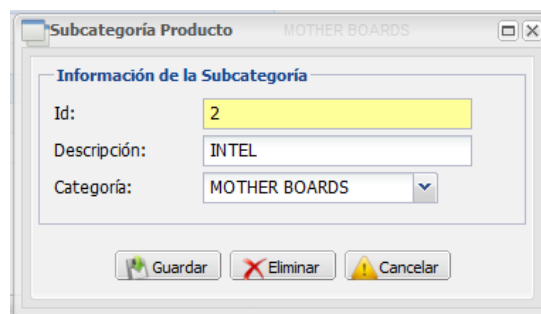 Subcategoría Producto MOTHER BOARDS
Información de la Subcategoría
Id: 2
Descripción: INTEL
Categoría: MOTHER BOARDS
Guardar Eliminar Cancelar